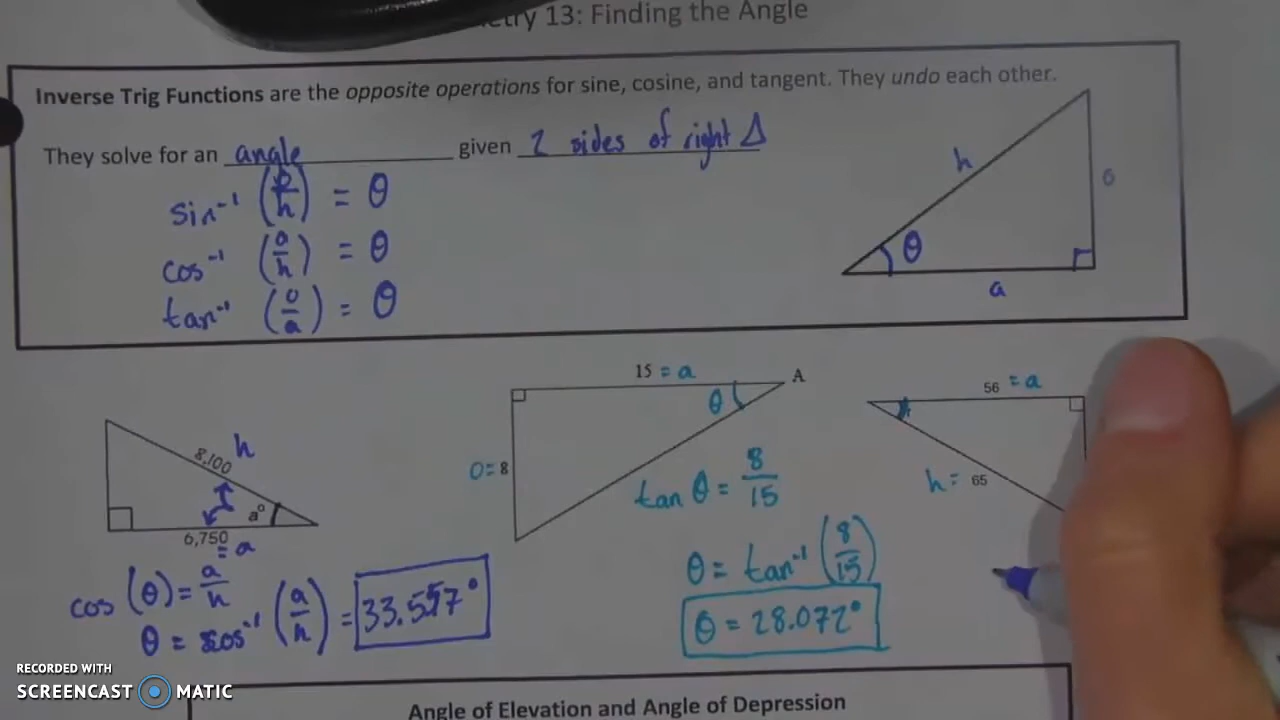 try 13: Finding the Angle
Inverse Trig Functions are the opposite operations for sine, cosine, and tangent. They undo each other.
They solve for an angle given 2 sides of right Δ
sin⁻¹ (o/h) = θ
cos⁻¹ (a/h) = θ
tan⁻¹ (o/a) = θ
h
o
θ
a
8,100 h
a°
6,750 = a
cos (θ) = a/h
θ = cos⁻¹ (a/h) = 33.557°
15 = a
A
θ
O = 8
tan θ = 8/15
θ = tan⁻¹ (8/15)
θ = 28.072°
56 = a
h = 65
RECORDED WITH
SCREENCAST MATIC
Angle of Elevation and Angle of Depression